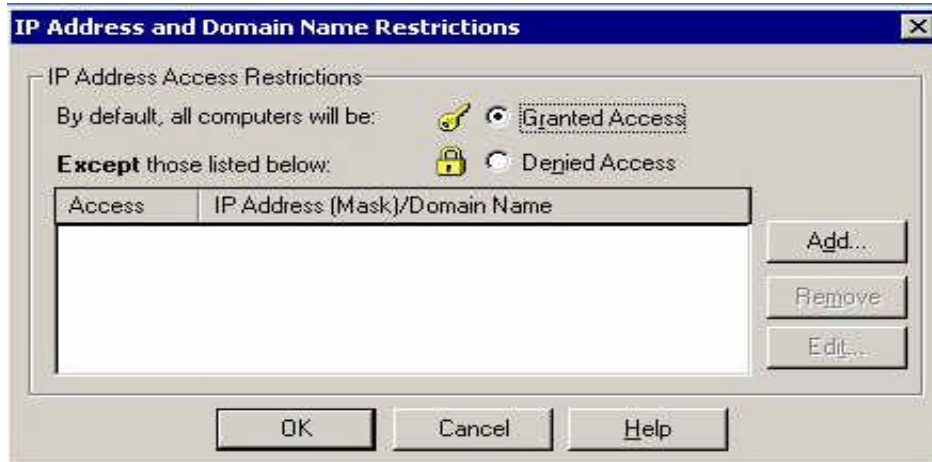 IP Address and Domain Name Restrictions
IP Address Access Restrictions
By default, all computers will be: Granted Access
Except those listed below: Denied Access
Access IP Address (Mask)/Domain Name
Add...
Remove
Edit...
OK Cancel Help